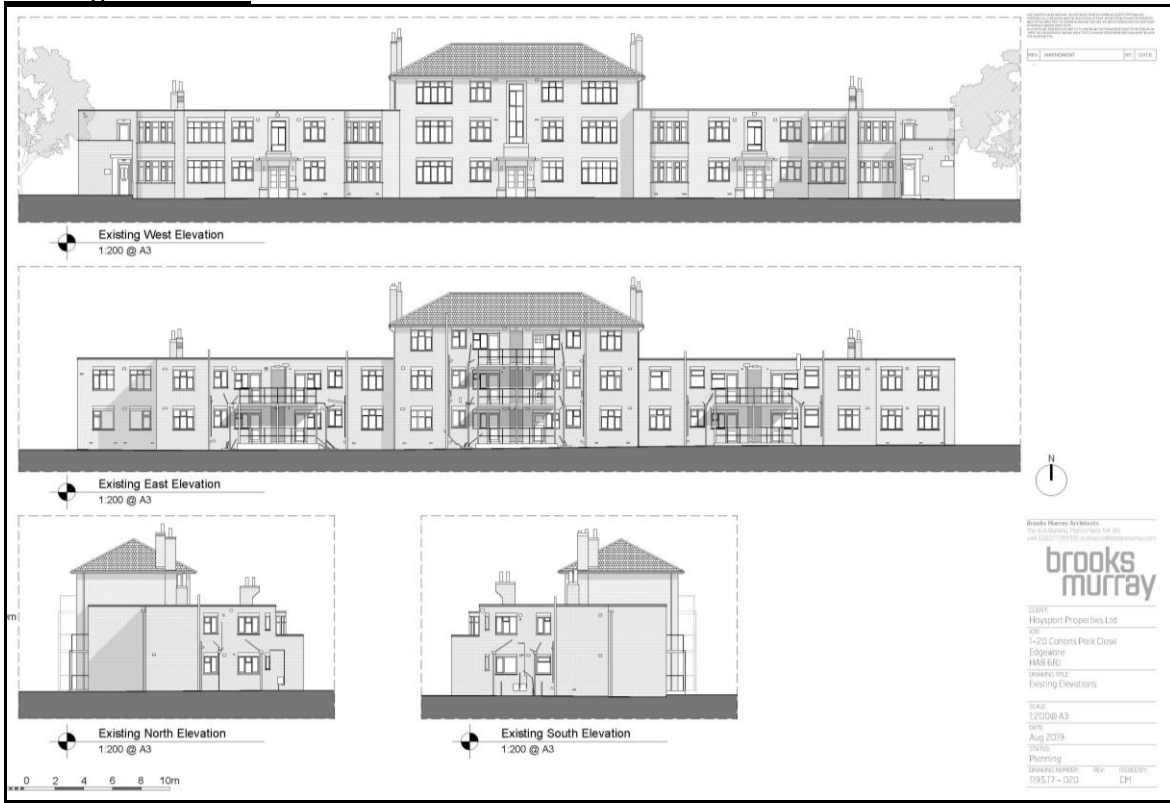 REV. AMENDMENT BY DATE
Existing West Elevation
1:200 @ A3
Existing East Elevation
1:200 @ A3
N
Existing North Elevation
1:200 @ A3
Existing South Elevation
1:200 @ A3
m
0 2 4 6 8 10m
Brooks Murray Architects
brooks
murray
CLIENT
Haysport Properties Ltd
JOB
1-20 Canons Park Close
Edgeware
HA8 6RJ
DRAWING TITLE
Existing Elevations
SCALE
1:200@ A3
DATE
Aug 2019
STATUS
Planning
DRAWING NUMBER REV. ISSUED BY
1195.17 - 020 CM